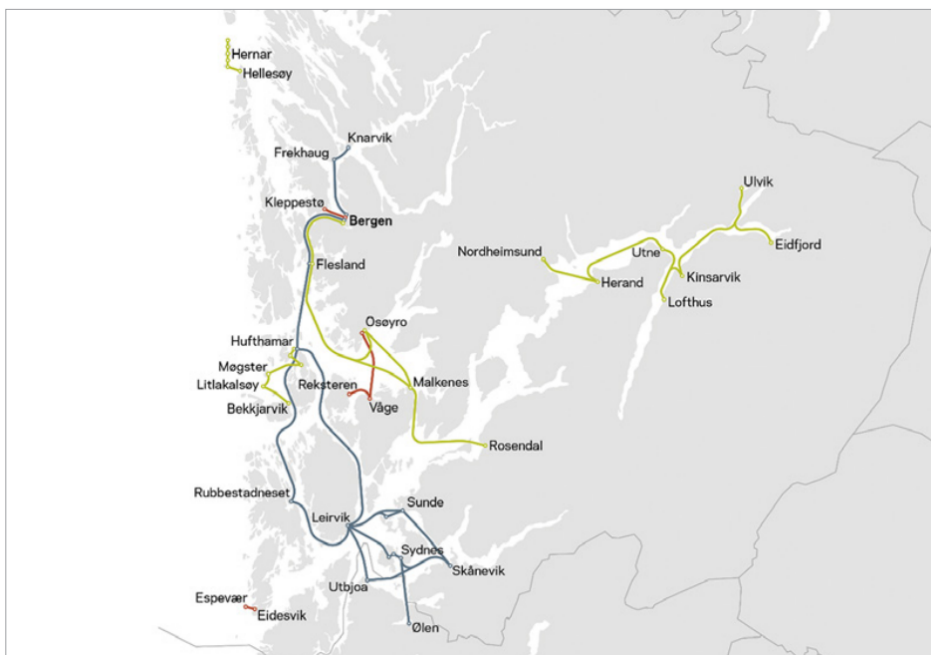 Hernar
Hellesøy
Knarvik
Frekhaug
Kleppestø
Bergen
Flesland
Ulvik
Eidfjord
Nordheimsund
Utne
Kinsarvik
Herand
Lofthus
Osøyro
Hufthamar
Møgster
Litlakalsøy
Reksteren
Malkenes
Bekkjarvik
Våge
Rosendal
Rubbestadneset
Sunde
Leirvik
Sydnes
Skånevik
Utbjoa
Espevær
Eidesvik
Ølen